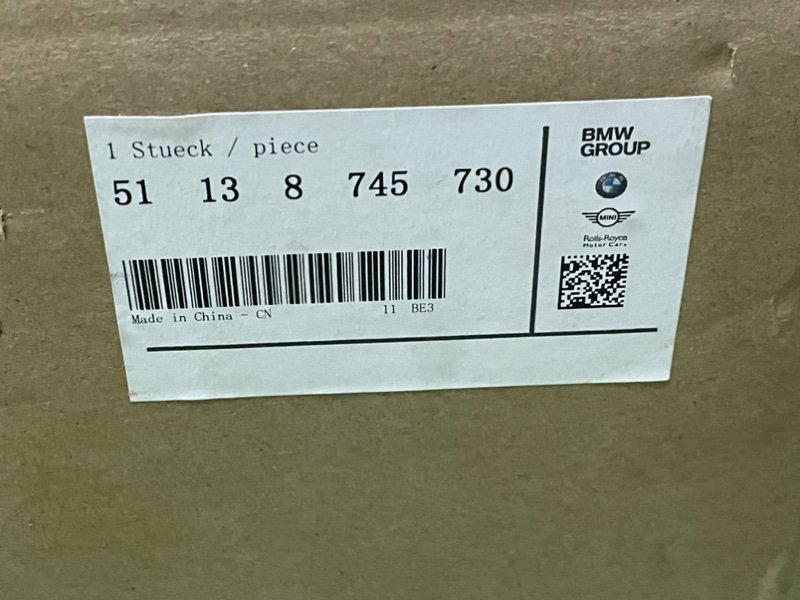 1 Stueck / piece
51 13 8 745 730
Made in China - CN 11 BE3
BMW
GROUP
BMW
MINI
Rolls-Royce
Motor Cars